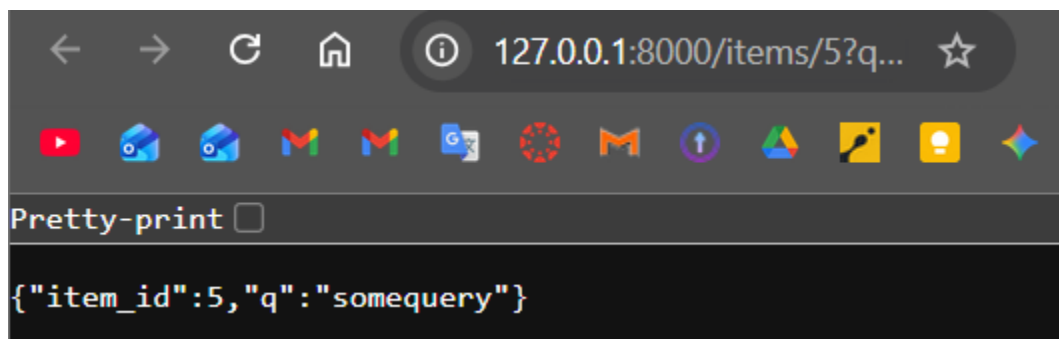 127.0.0.1:8000/items/5?q...
Pretty-print
{"item_id":5,"q":"somequery"}